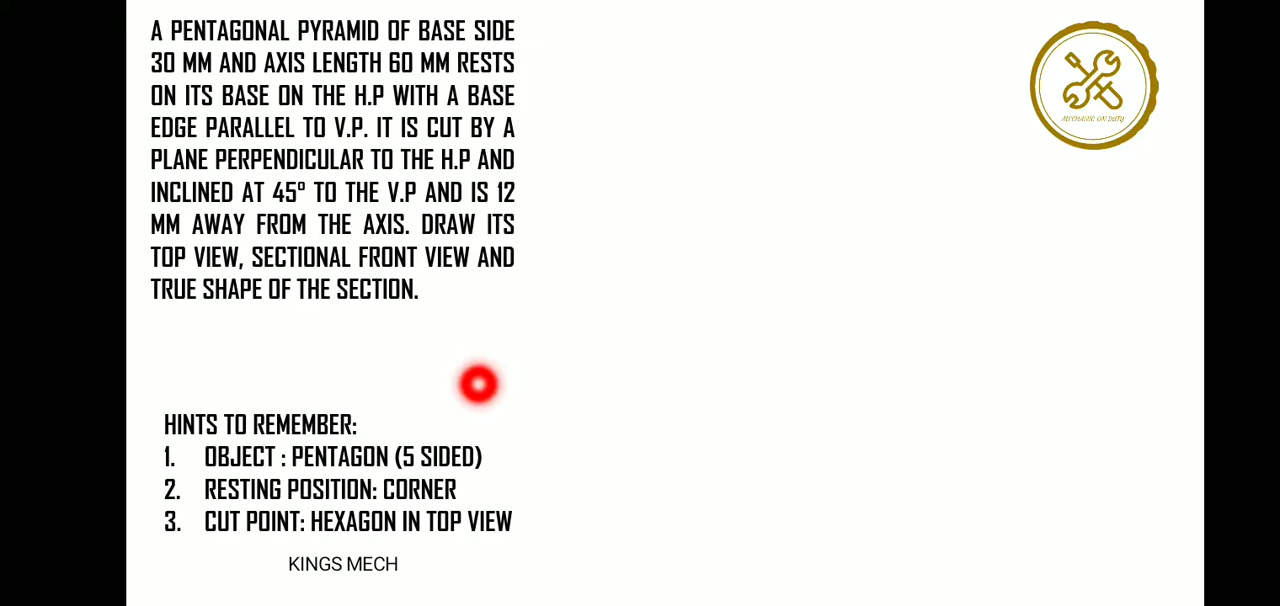 A PENTAGONAL PYRAMID OF BASE SIDE
30 MM AND AXIS LENGTH 60 MM RESTS
ON ITS BASE ON THE H.P WITH A BASE
EDGE PARALLEL TO V.P. IT IS CUT BY A
PLANE PERPENDICULAR TO THE H.P AND
INCLINED AT 45º TO THE V.P AND IS 12
MM AWAY FROM THE AXIS. DRAW ITS
TOP VIEW, SECTIONAL FRONT VIEW AND
TRUE SHAPE OF THE SECTION.
MECHANIC ON DUTY
HINTS TO REMEMBER:
1. OBJECT : PENTAGON (5 SIDED)
2. RESTING POSITION: CORNER
3. CUT POINT: HEXAGON IN TOP VIEW
KINGS MECH